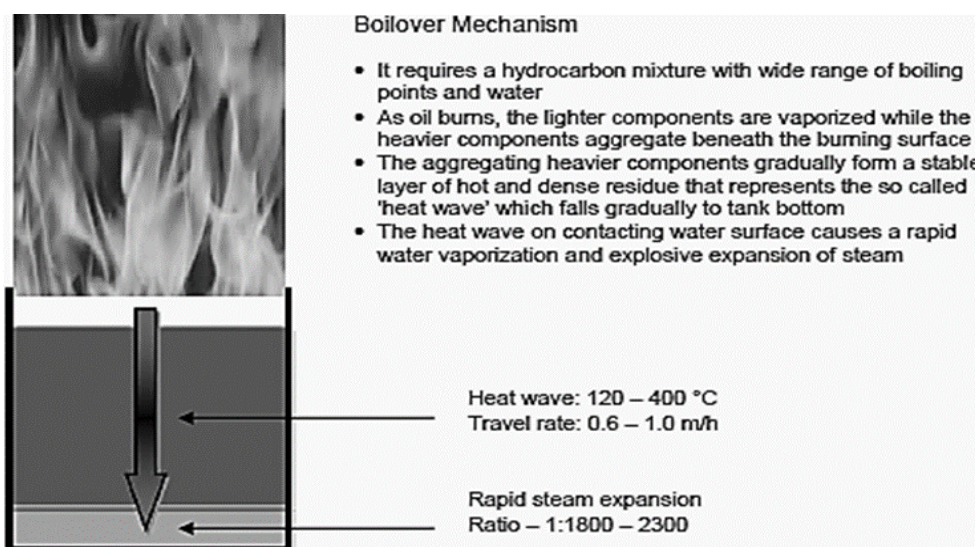 Boilover Mechanism
• It requires a hydrocarbon mixture with wide range of boiling
points and water
• As oil burns, the lighter components are vaporized while the
heavier components aggregate beneath the burning surface
• The aggregating heavier components gradually form a stable
layer of hot and dense residue that represents the so called
'heat wave' which falls gradually to tank bottom
• The heat wave on contacting water surface causes a rapid
water vaporization and explosive expansion of steam
Heat wave: 120 – 400 °C
Travel rate: 0.6 – 1.0 m/h
Rapid steam expansion
Ratio – 1:1800 – 2300